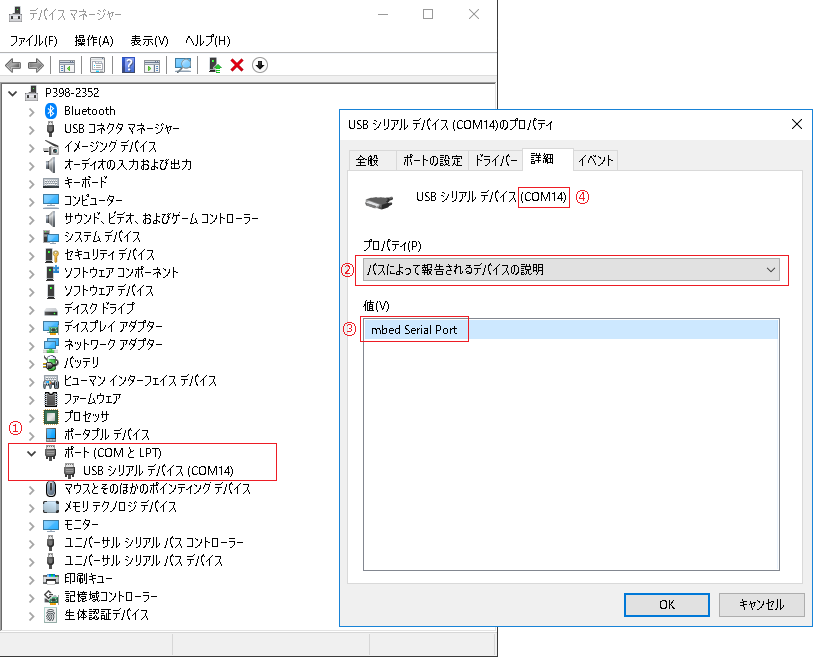 デバイス マネージャー
ファイル(F) 操作(A) 表示(V) ヘルプ(H)
P398-2352
Bluetooth
USB コネクタ マネージャー
イメージング デバイス
オーディオの入力および出力
キーボード
コンピューター
サウンド、ビデオ、およびゲーム コントローラー
システム デバイス
セキュリティ デバイス
ソフトウェア コンポーネント
ソフトウェア デバイス
ディスク ドライブ
ディスプレイ アダプター
ネットワーク アダプター
バッテリ
ヒューマン インターフェイス デバイス
ファームウェア
プロセッサ
①
ポータブル デバイス
ポート (COM と LPT)
USB シリアル デバイス (COM14)
マウスとそのほかのポインティング デバイス
メモリ テクノロジ デバイス
モニター
ユニバーサル シリアル バス コントローラー
ユニバーサル シリアル バス デバイス
印刷キュー
記憶域コントローラー
生体認証デバイス
USB シリアル デバイス (COM14)のプロパティ
全般 ポートの設定 ドライバー 詳細 イベント
USB シリアル デバイス (COM14) ④
プロパティ(P)
② バスによって報告されるデバイスの説明
値(V)
③ mbed Serial Port
OK キャンセル